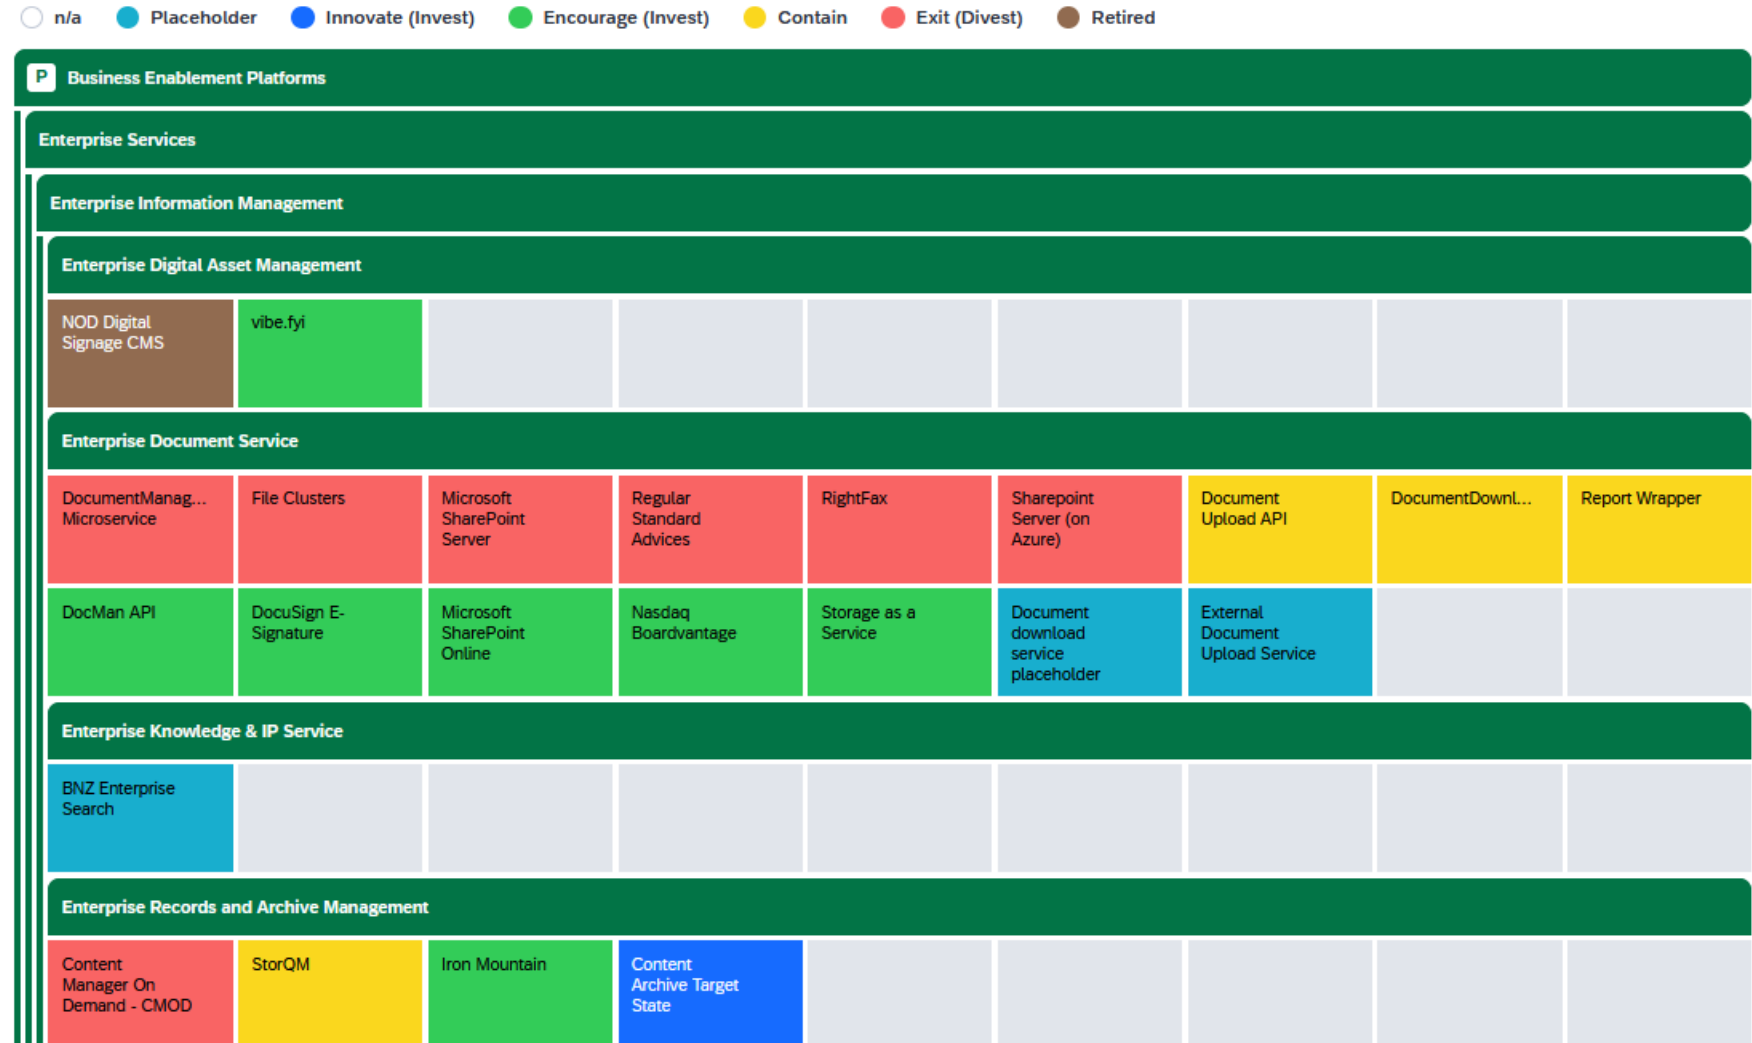 n/a Placeholder Innovate (Invest) Encourage (Invest) Contain Exit (Divest) Retired
P Business Enablement Platforms
Enterprise Services
Enterprise Information Management
Enterprise Digital Asset Management
NOD Digital
Signage CMS
vibe.fyi
Enterprise Document Service
DocumentManag...
Microservice
File Clusters
Microsoft
SharePoint
Server
Regular
Standard
Advices
RightFax
Sharepoint
Server (on
Azure)
Document
Upload API
DocumentDownl...
Report Wrapper
DocMan API
DocuSign E-
Signature
Microsoft
SharePoint
Online
Nasdaq
Boardvantage
Storage as a
Service
Document
download
service
placeholder
External
Document
Upload Service
Enterprise Knowledge & IP Service
BNZ Enterprise
Search
Enterprise Records and Archive Management
Content
Manager On
Demand - CMOD
StorQM
Iron Mountain
Content
Archive Target
State